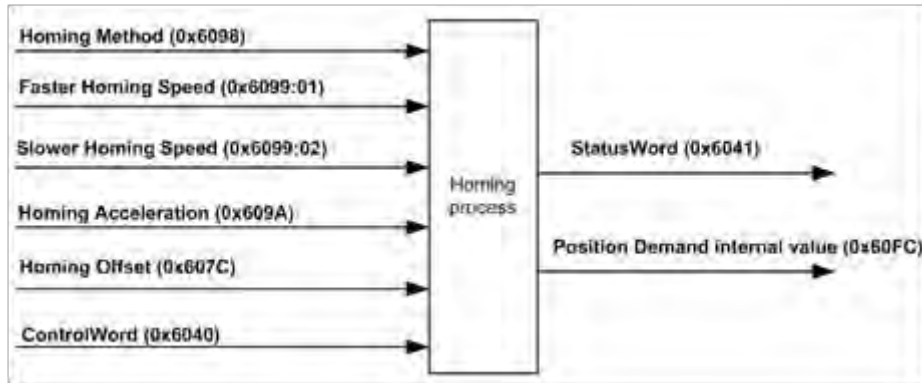 Homing Method (0x6098)
Faster Homing Speed (0x6099:01)
Slower Homing Speed (0x6099:02)
Homing Acceleration (0x609A)
Homing Offset (0x607C)
ControlWord (0x6040)
Homing
process
StatusWord (0x6041)
Position Demand internal value (0x60FC)